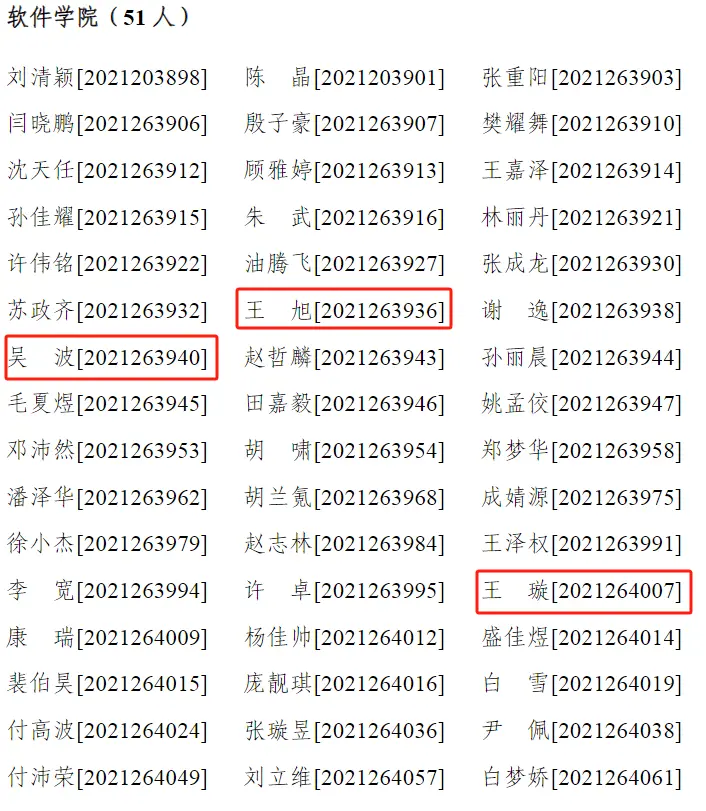 软件学院（51 人）
刘清颖[2021203898] 陈 晶[2021203901] 张重阳[2021263903]
闫晓鹏[2021263906] 殷子豪[2021263907] 樊耀舞[2021263910]
沈天任[2021263912] 顾雅婷[2021263913] 王嘉泽[2021263914]
孙佳耀[2021263915] 朱 武[2021263916] 林丽丹[2021263921]
许伟铭[2021263922] 油腾飞[2021263927] 张成龙[2021263930]
苏政齐[2021263932] 王 旭[2021263936] 谢 逸[2021263938]
吴 波[2021263940] 赵哲麟[2021263943] 孙丽晨[2021263944]
毛夏煜[2021263945] 田嘉毅[2021263946] 姚孟佼[2021263947]
邓沛然[2021263953] 胡 啸[2021263954] 郑梦华[2021263958]
潘泽华[2021263962] 胡兰氪[2021263968] 成婧源[2021263975]
徐小杰[2021263979] 赵志林[2021263984] 王泽权[2021263991]
李 宽[2021263994] 许 卓[2021263995] 王 璇[2021264007]
康 瑞[2021264009] 杨佳帅[2021264012] 盛佳煜[2021264014]
裴伯昊[2021264015] 庞靓琪[2021264016] 白 雪[2021264019]
付高波[2021264024] 张璇昱[2021264036] 尹 佩[2021264038]
付沛荣[2021264049] 刘立维[2021264057] 白梦娇[2021264061]